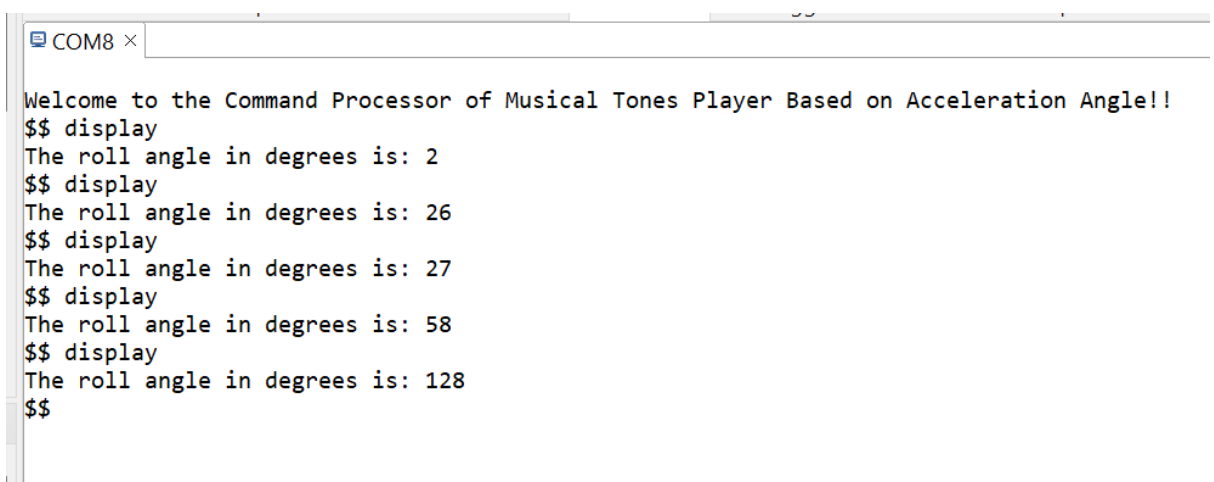 COM8
Welcome to the Command Processor of Musical Tones Player Based on Acceleration Angle!!
$$ display
The roll angle in degrees is: 2
$$ display
The roll angle in degrees is: 26
$$ display
The roll angle in degrees is: 27
$$ display
The roll angle in degrees is: 58
$$ display
The roll angle in degrees is: 128
$$